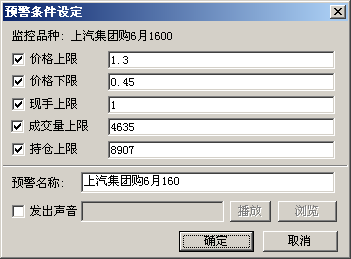 预警条件设定
监控品种: 上汽集团购6月1600
价格上限 1.3
价格下限 0.45
现手上限 1
成交量上限 4635
持仓上限 8907
预警名称: 上汽集团购6月160
发出声音 播放 浏览
确定 取消